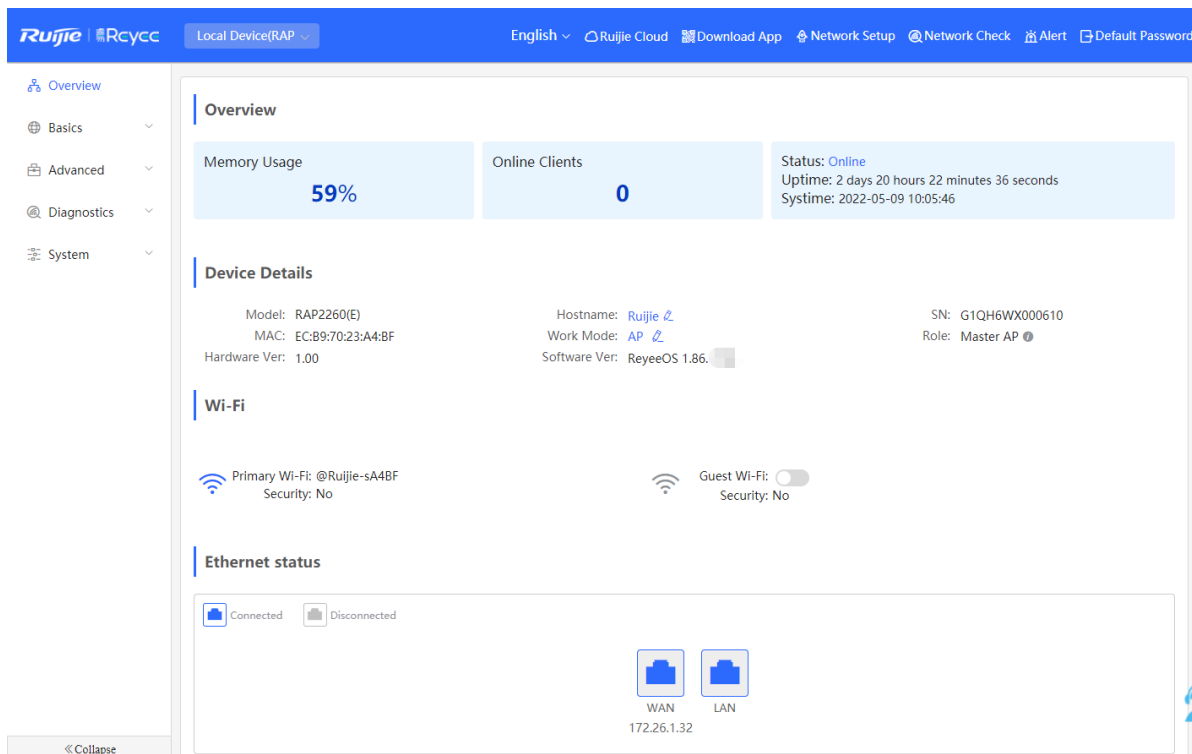 Ruijie | Rcycc Local Device(RAP English Ruijie Cloud Download App Network Setup Network Check Alert Default Password
Overview
Basics
Advanced
Diagnostics
System
Collapse
Overview
Memory Usage
59%
Online Clients
0
Status: Online
Uptime: 2 days 20 hours 22 minutes 36 seconds
Systime: 2022-05-09 10:05:46
Device Details
Model: RAP2260(E) Hostname: Ruijie SN: G1QH6WX000610
MAC: EC:B9:70:23:A4:BF Work Mode: AP Role: Master AP
Hardware Ver: 1.00 Software Ver: ReyeeOS 1.86.
Wi-Fi
Primary Wi-Fi: @Ruijie-sA4BF
Security: No
Guest Wi-Fi:
Security: No
Ethernet status
Connected Disconnected
WAN LAN
172.26.1.32